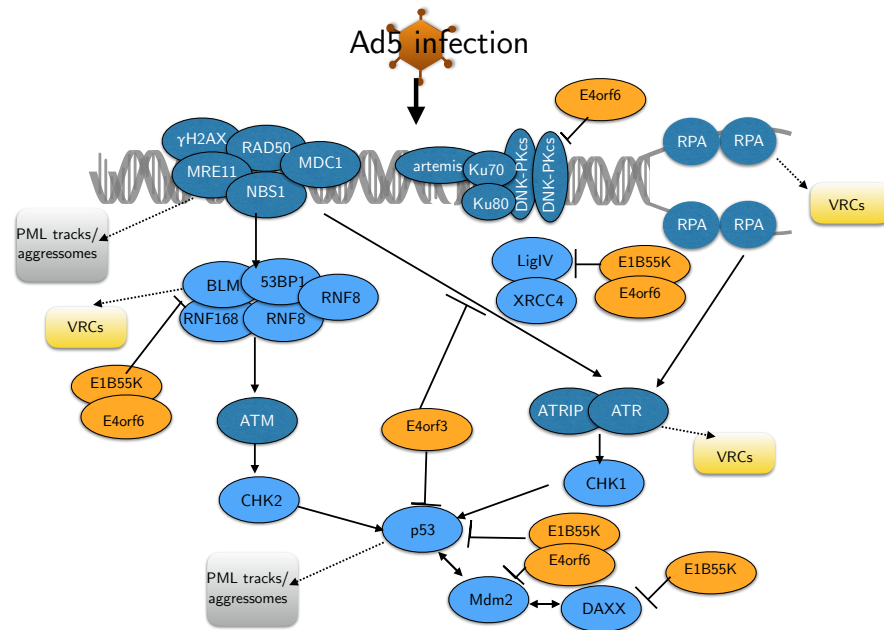 Ad5 infection
E4orf6
γH2AX
RAD50
MDC1
MRE11
NBS1
artemis
Ku70
Ku80
DNK-PKcs
DNK-PKcs
RPA
RPA
VRCs
RPA
RPA
PML tracks/
aggressomes
BLM
53BP1
RNF8
RNF168
RNF8
LigIV
XRCC4
E1B55K
E4orf6
VRCs
E1B55K
E4orf6
ATM
E4orf3
ATRIP
ATR
VRCs
CHK2
CHK1
p53
E1B55K
E4orf6
PML tracks/
aggressomes
Mdm2
DAXX
E1B55K